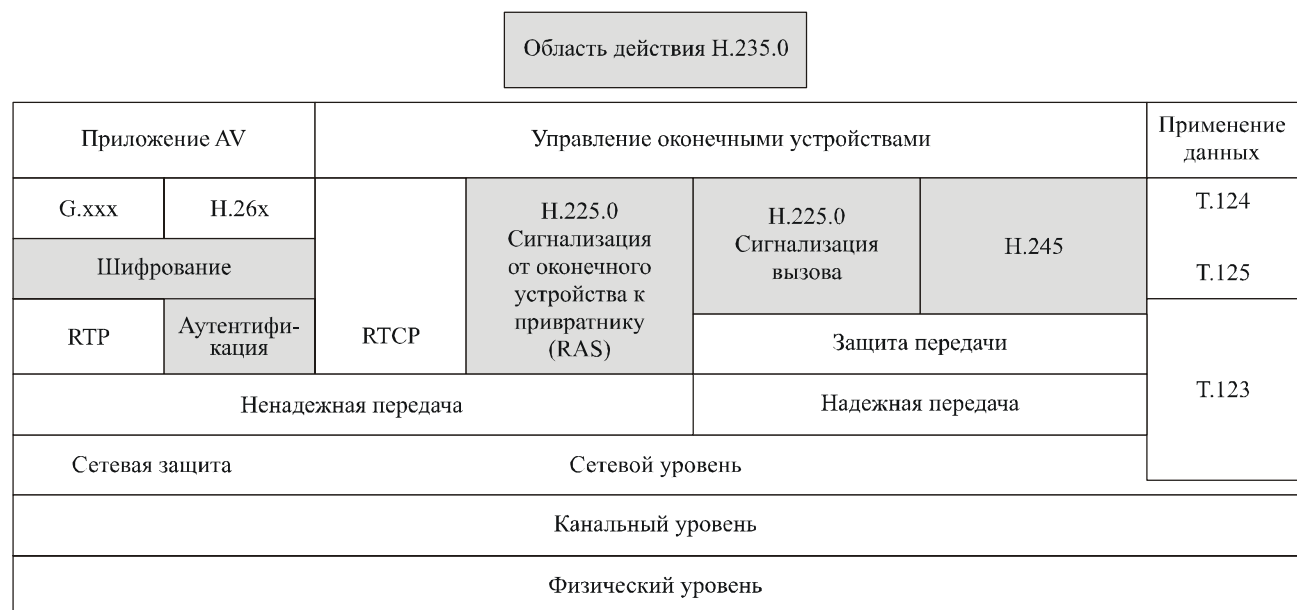 Область действия H.235.0
Приложение AV
Управление оконечными устройствами
Применение
данных
G.xxx
H.26x
Шифрование
RTP
Аутентифи-
кация
RTCP
H.225.0
Сигнализация
от оконечного
устройства к
привратнику
(RAS)
H.225.0
Сигнализация
вызова
H.245
Защита передачи
T.124
T.125
T.123
Ненадежная передача
Надежная передача
Сетевая защита
Сетевой уровень
Канальный уровень
Физический уровень